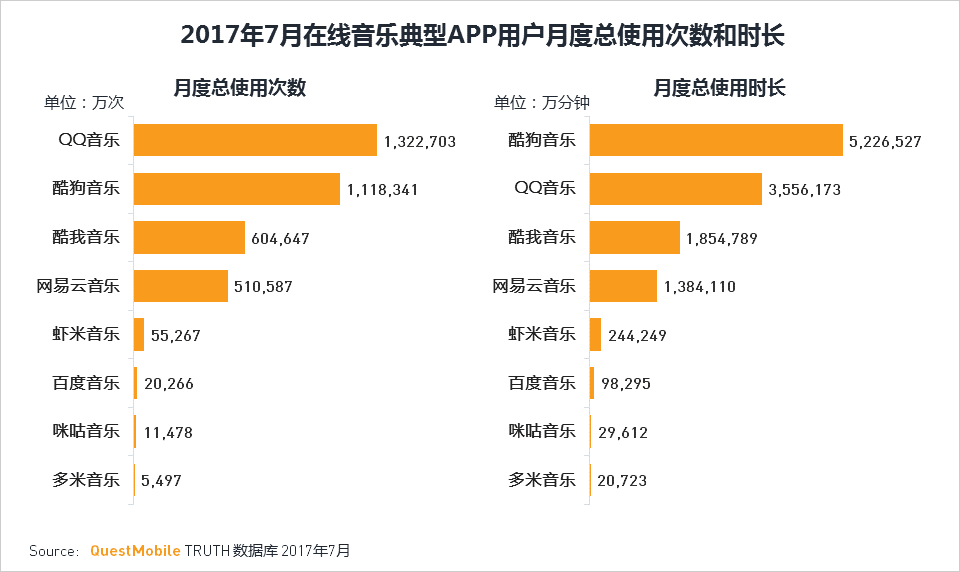 2017年7月在线音乐典型APP用户月度总使用次数和时长
月度总使用次数
单位：万次
QQ音乐 1,322,703
酷狗音乐 1,118,341
酷我音乐 604,647
网易云音乐 510,587
虾米音乐 55,267
百度音乐 20,266
咪咕音乐 11,478
多米音乐 5,497
月度总使用时长
单位：万分钟
酷狗音乐 5,226,527
QQ音乐 3,556,173
酷我音乐 1,854,789
网易云音乐 1,384,110
虾米音乐 244,249
百度音乐 98,295
咪咕音乐 29,612
多米音乐 20,723
Source： QuestMobile TRUTH 数据库 2017年7月